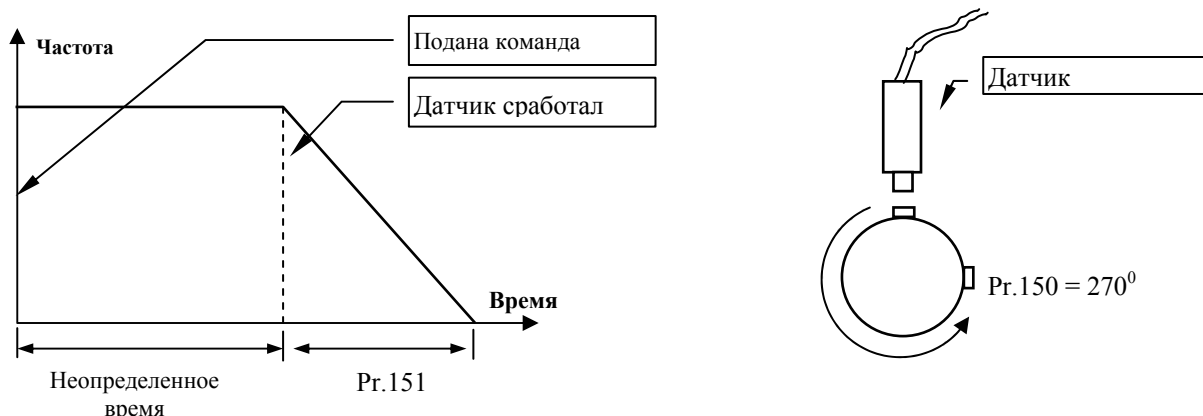 Частота
Подана команда
Датчик сработал
Время
Неопределенное
время
Pr.151
Датчик
Pr.150 = 270⁰